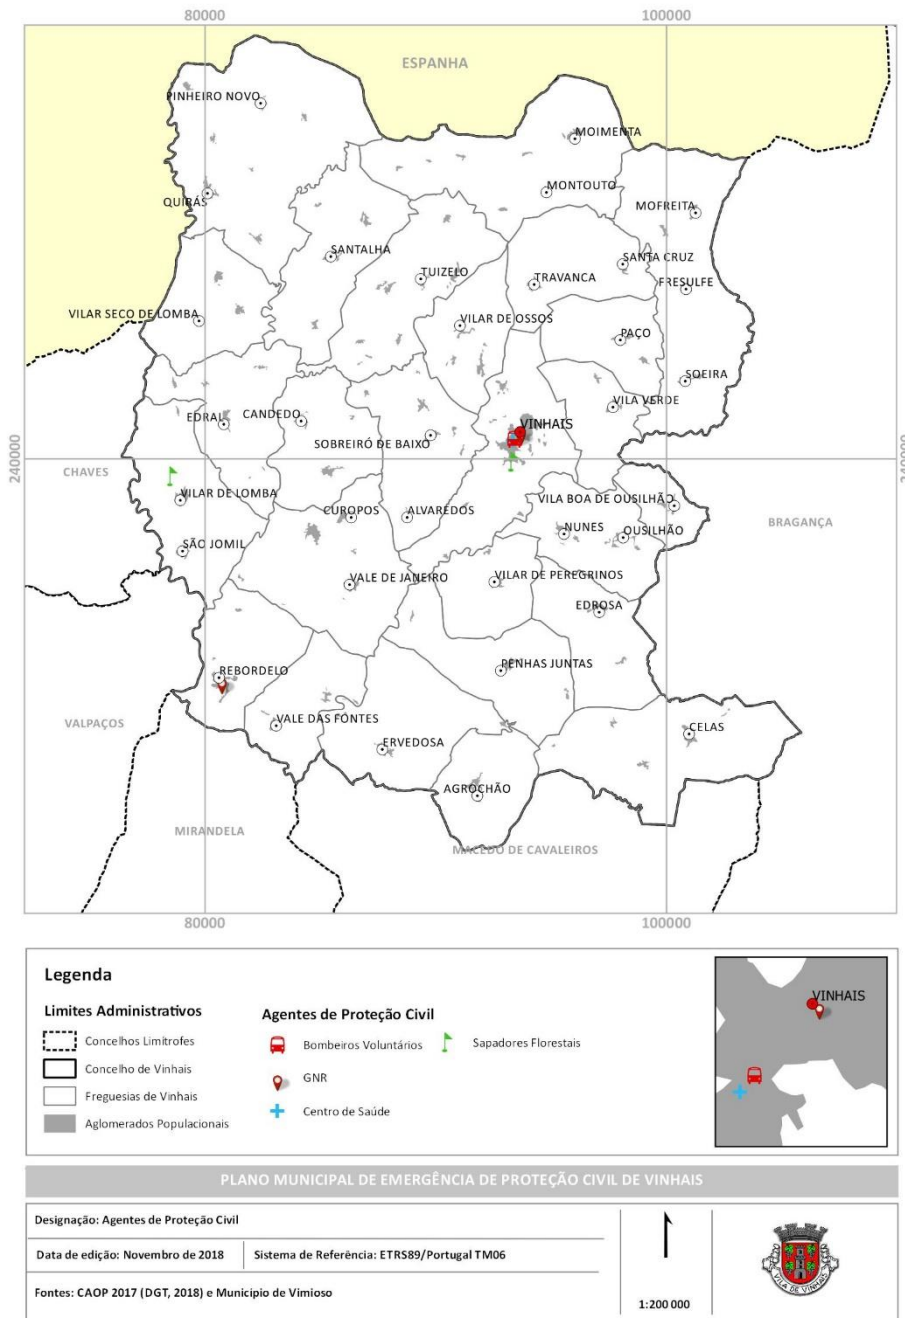 80000
100000
ESPANHA
PINHEIRO NOVO
MOIMENTA
MONTOUTO
QUIRÁS
MOFREITA
SANTALHA
SANTA CRUZ
TUIZELO
TRAVANCA
FRESULFE
VILAR SECO DE LOMBA
VILAR DE OSSOS
PAÇO
SOEIRA
VILA VERDE
EDRAL
CANDEDO
VINHAIS
SOBREIRÓ DE BAIXO
240000
240000
CHAVES
VILAR DE LOMBA
VILA BOA DE OUSILHÃO
CUROPOS
ALVAREDOS
BRAGANÇA
NUNES
OUSILHÃO
SÃO JOMIL
VALE DE JANEIRO
VILAR DE PEREGRINOS
EDROSA
REBORDELO
PENHAS JUNTAS
VALPAÇOS
VALE DAS FONTES
CELAS
ERVEDOSA
AGROCHÃO
MIRANDELA
MACEDO DE CAVALEIROS
80000
100000
Legenda
Limites Administrativos
Concelhos Limítrofes
Concelho de Vinhais
Freguesias de Vinhais
Aglomerados Populacionais
Agentes de Proteção Civil
Bombeiros Voluntários
Sapadores Florestais
GNR
Centro de Saúde
VINHAIS
PLANO MUNICIPAL DE EMERGÊNCIA DE PROTEÇÃO CIVIL DE VINHAIS
Designação: Agentes de Proteção Civil
Data de edição: Novembro de 2018
Sistema de Referência: ETRS89/Portugal TM06
Fontes: CAOP 2017 (DGT, 2018) e Municipio de Vimioso
1:200 000
VILA DE VINHAIS